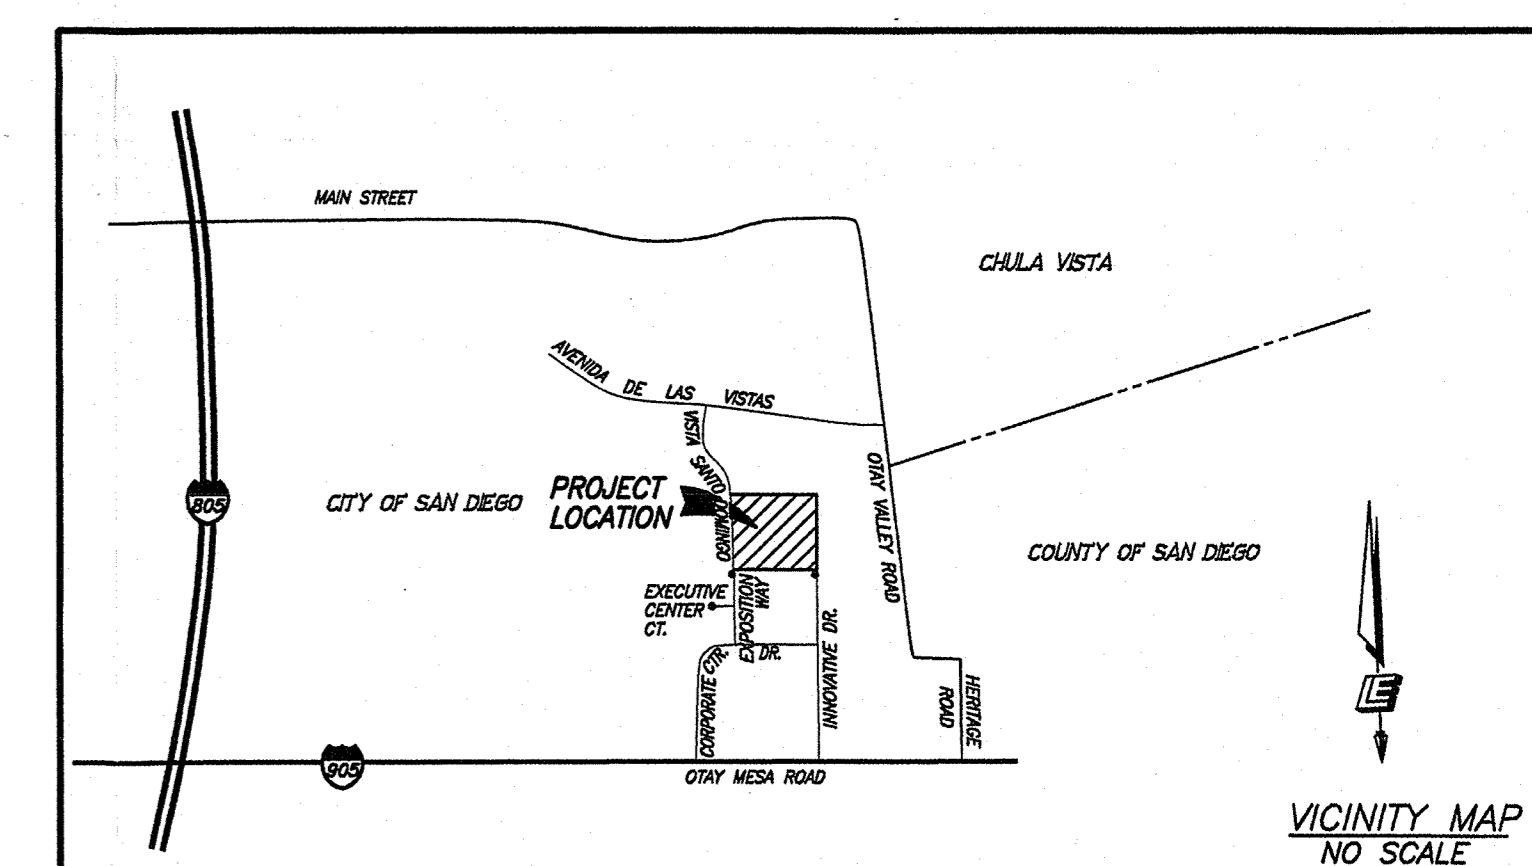 MAIN STREET
CHULA VISTA
AVENIDA DE LAS VISTAS
VISTA SANTO DOMINGO
PROJECT
LOCATION
805
CITY OF SAN DIEGO
OTAY VALLEY ROAD
COUNTY OF SAN DIEGO
EXECUTIVE
CENTER
CT.
EXPOSITION
WAY
CORPORATE CTR. DR.
INNOVATIVE DR.
HERITAGE
ROAD
905
OTAY MESA ROAD
VICINITY MAP
NO SCALE